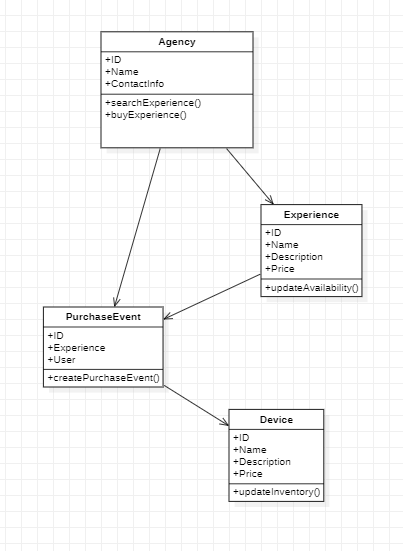 Agency
+ID
+Name
+ContactInfo
+searchExperience()
+buyExperience()
Experience
+ID
+Name
+Description
+Price
+updateAvailability()
PurchaseEvent
+ID
+Experience
+User
+createPurchaseEvent()
Device
+ID
+Name
+Description
+Price
+updateInventory()